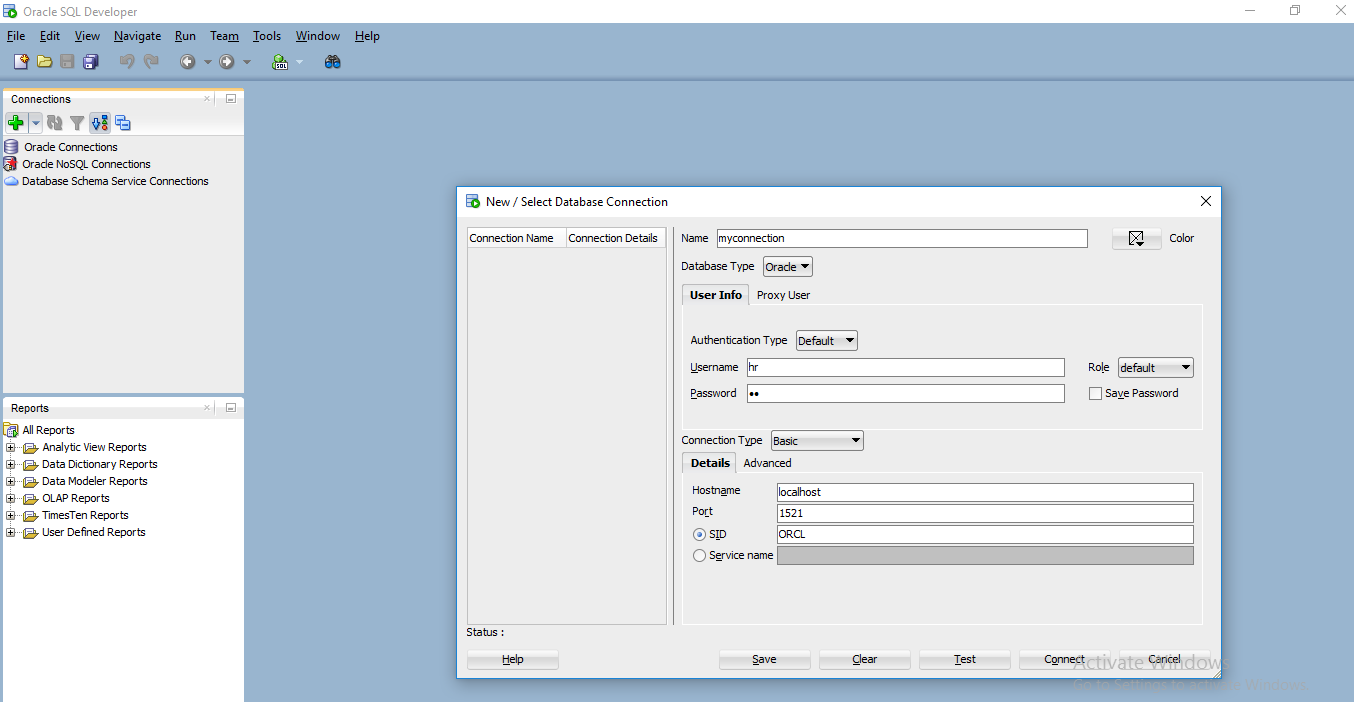 Oracle SQL Developer
File Edit View Navigate Run Team Tools Window Help
SQL
Connections
Oracle Connections
Oracle NoSQL Connections
Database Schema Service Connections
Reports
All Reports
Analytic View Reports
Data Dictionary Reports
Data Modeler Reports
OLAP Reports
TimesTen Reports
User Defined Reports
New / Select Database Connection
Connection Name Connection Details
Name myconnection Color
Database Type Oracle
User Info Proxy User
Authentication Type Default
Username hr Role default
Password •• Save Password
Connection Type Basic
Details Advanced
Hostname localhost
Port 1521
SID ORCL
Service name
Status :
Help Save Clear Test Connect Cancel
Activate Windows
Go to Settings to activate Windows.